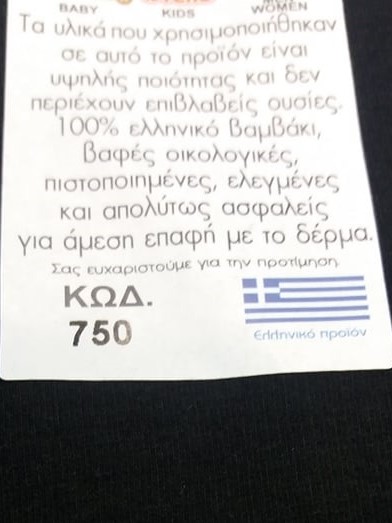 BABY
KIDS
WOMEN
Τα υλικά που χρησιμοποιήθηκαν
σε αυτό το προϊόν είναι
υψηλής ποιότητας και δεν
περιέχουν επιβλαβείς ουσίες.
100% ελληνικό βαμβάκι,
βαφές οικολογικές,
πιστοποιημένες, ελεγμένες
και απολύτως ασφαλείς
για άμεση επαφή με το δέρμα.
Σας ευχαριστούμε για την προτίμηση
ΚΩΔ.
750
Ελληνικό προϊόν